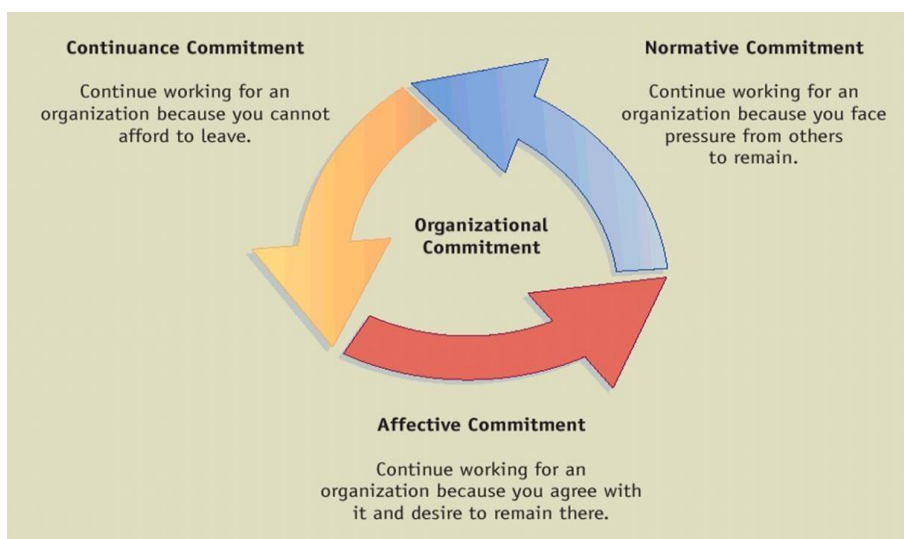 Continuance Commitment
Continue working for an
organization because you cannot
afford to leave.
Normative Commitment
Continue working for an
organization because you face
pressure from others
to remain.
Organizational
Commitment
Affective Commitment
Continue working for an
organization because you agree with
it and desire to remain there.